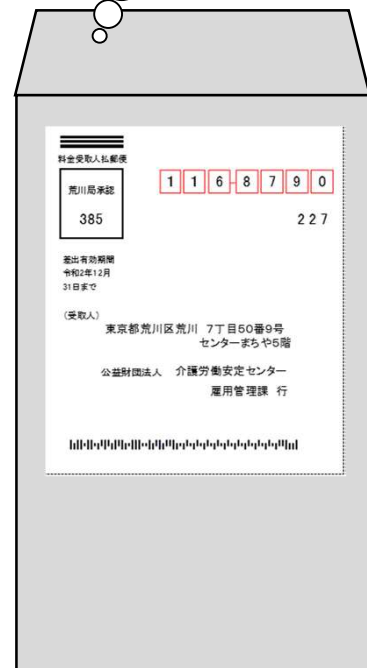 料金受取人払郵便
荒川局承認
385
116-8790
227
差出有効期間
令和2年12月
31日まで
(受取人)
東京都荒川区荒川 7丁目50番9号
センターまちや5階
公益財団法人 介護労働安定センター
雇用管理課 行